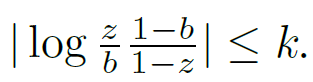 | log z/b 1−b/1−z | ≤ k.